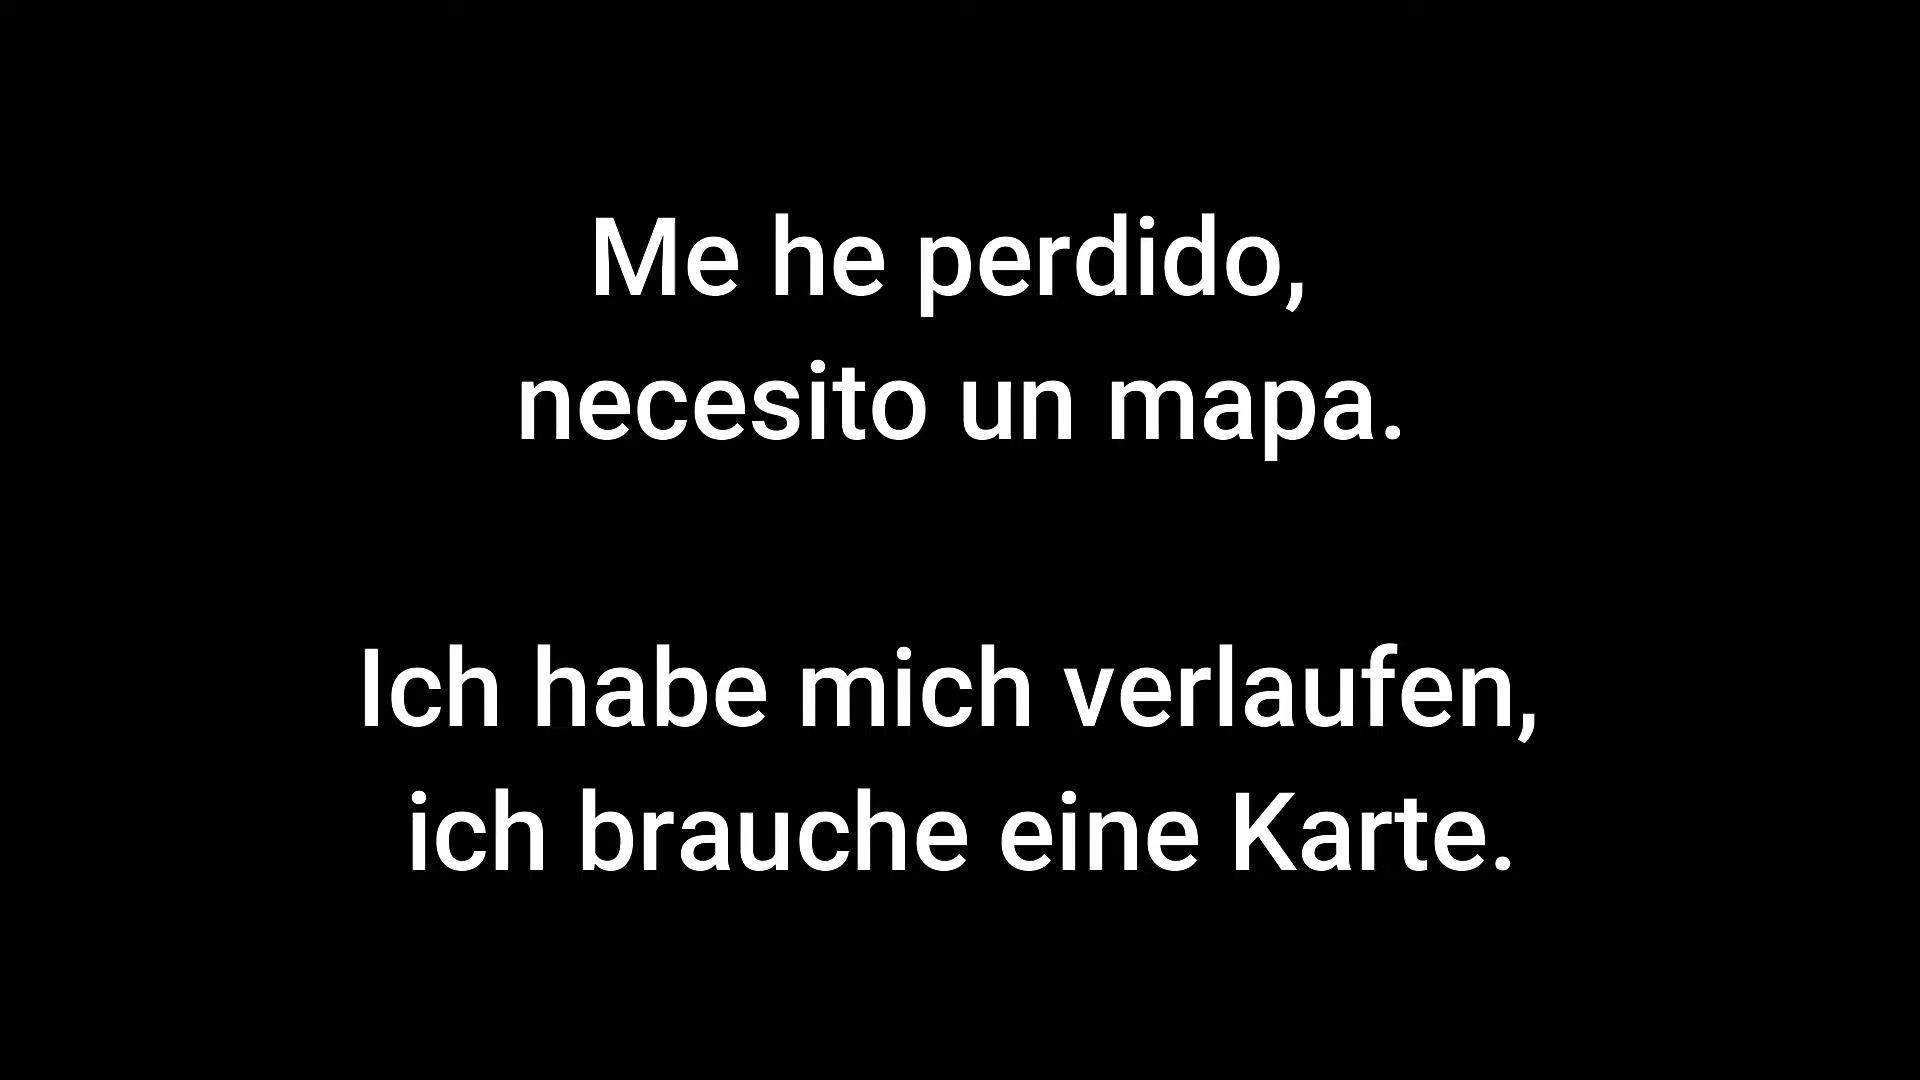 Me he perdido,
necesito un mapa.
Ich habe mich verlaufen,
ich brauche eine Karte.